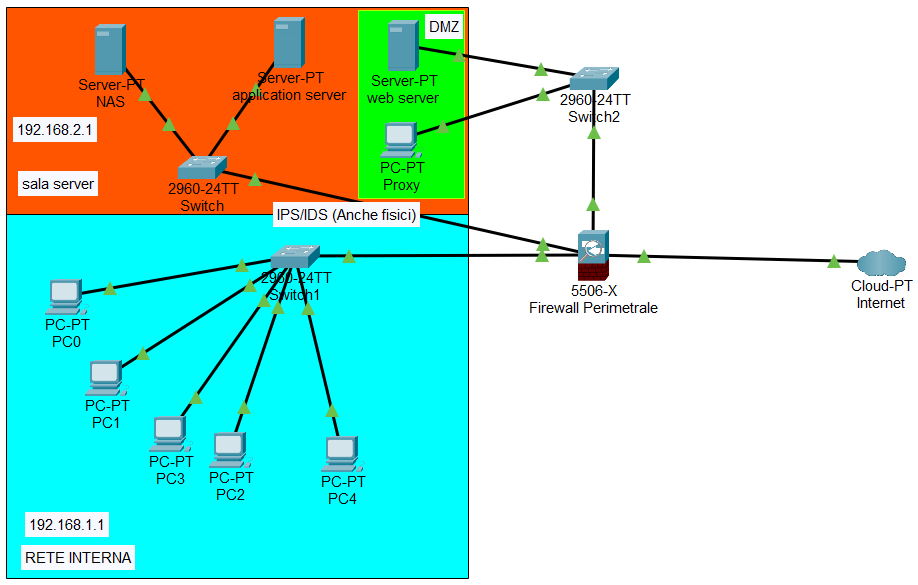 DMZ
Server-PT
NAS
Server-PT
application server
Server-PT
web server
2960-24TT
Switch2
192.168.2.1
PC-PT
Proxy
sala server
2960-24TT
Switch
IPS/IDS (Anche fisici)
2960-24TT
Switch1
5506-X
Firewall Perimetrale
Cloud-PT
Internet
PC-PT
PC0
PC-PT
PC1
PC-PT
PC3
PC-PT
PC2
PC-PT
PC4
192.168.1.1
RETE INTERNA